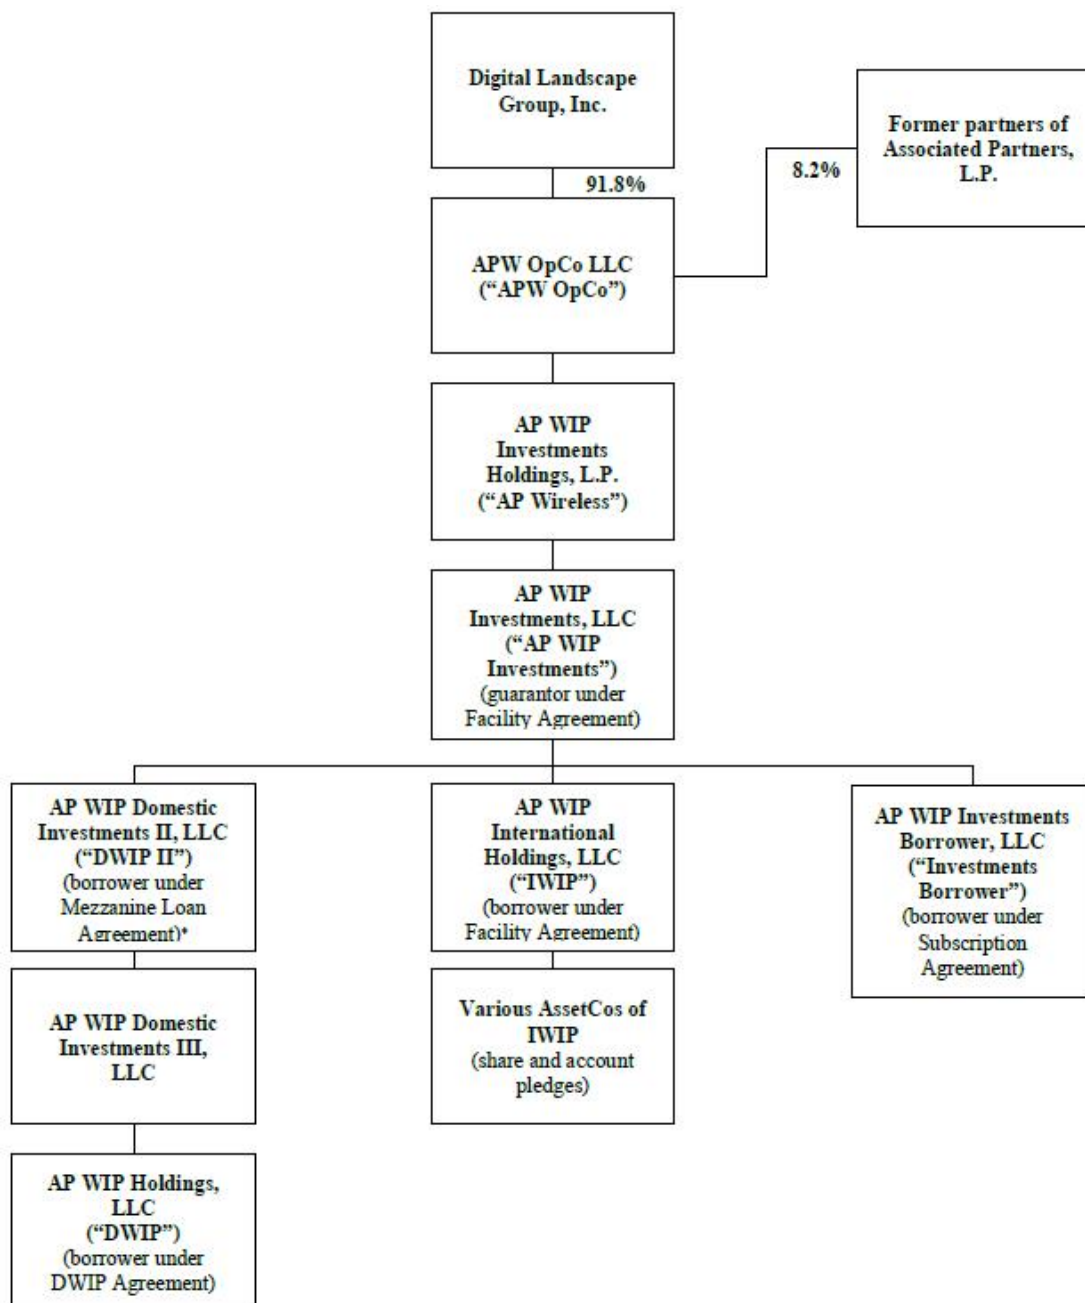 Digital Landscape
Group, Inc.
Former partners of
Associated Partners,
L.P.
91.8%
8.2%
APW OpCo LLC
(“APW OpCo”)
AP WIP
Investments
Holdings, L.P.
(“AP Wireless”)
AP WIP
Investments, LLC
(“AP WIP
Investments”)
(guarantor under
Facility Agreement)
AP WIP Domestic
Investments II, LLC
(“DWIP II”)
(borrower under
Mezzanine Loan
Agreement)*
AP WIP
International
Holdings, LLC
(“IWIP”)
(borrower under
Facility Agreement)
AP WIP Investments
Borrower, LLC
(“Investments
Borrower”)
(borrower under
Subscription
Agreement)
AP WIP Domestic
Investments III,
LLC
Various AssetCos of
IWIP
(share and account
pledges)
AP WIP Holdings,
LLC
(“DWIP”)
(borrower under
DWIP Agreement)